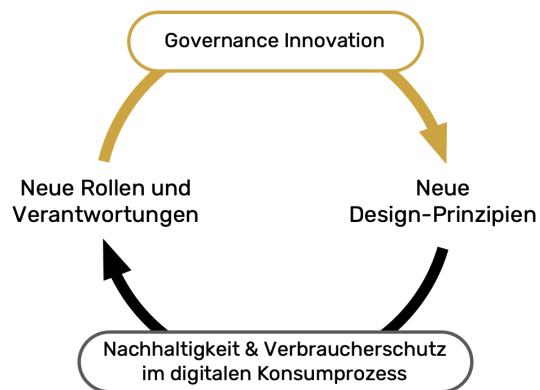 Governance Innovation
Neue Rollen und
Verantwortungen
Neue
Design-Prinzipien
Nachhaltigkeit & Verbraucherschutz
im digitalen Konsumprozess